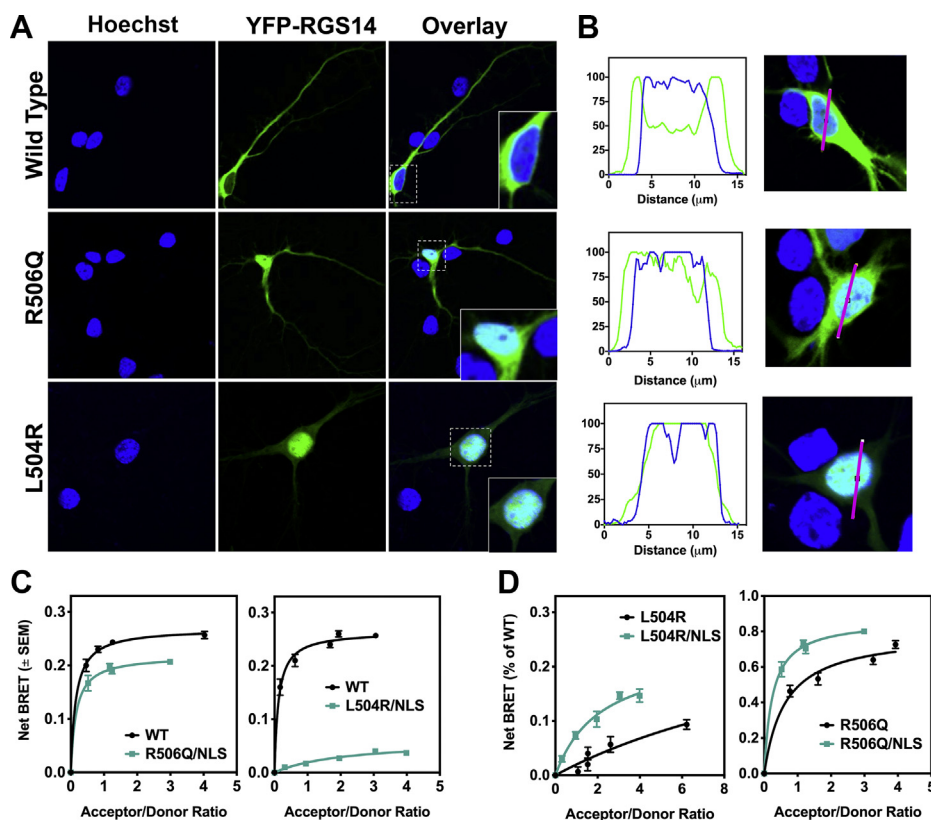 A
Hoechst
YFP-RGS14
Overlay
Wild Type
R506Q
L504R
B
100
75
50
25
0
0 5 10 15
Distance (μm)
100
75
50
25
0
0 5 10 15
Distance (μm)
100
75
50
25
0
0 5 10 15
Distance (μm)
C
Net BRET (± SEM)
0.3
0.2
0.1
0.0
0 1 2 3 4 5
Acceptor/Donor Ratio
WT
R506Q/NLS
0.3
0.2
0.1
0.0
0 1 2 3 4 5
Acceptor/Donor Ratio
WT
L504R/NLS
D
Net BRET (% of WT)
0.3
0.2
0.1
0.0
0 2 4 6 8
Acceptor/Donor Ratio
L504R
L504R/NLS
1.0
0.8
0.6
0.4
0.2
0.0
0 1 2 3 4 5
Acceptor/Donor Ratio
R506Q
R506Q/NLS